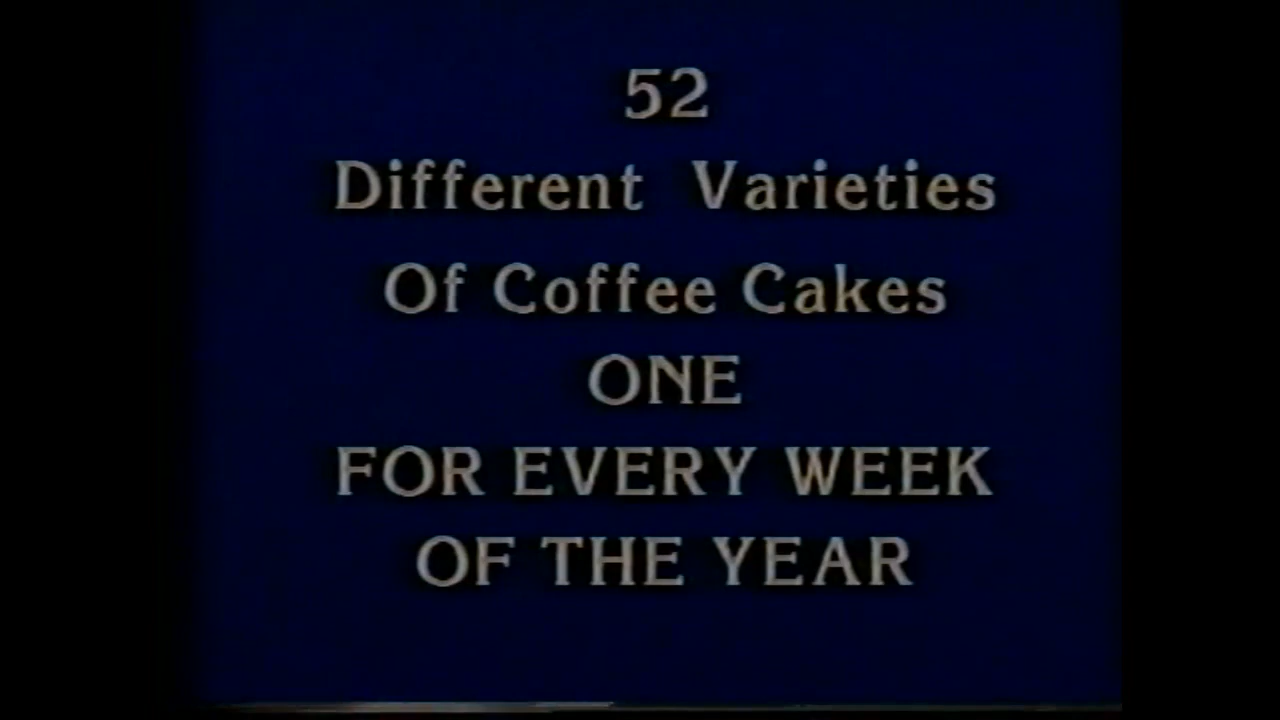 52
Different Varieties
Of Coffee Cakes
ONE
FOR EVERY WEEK
OF THE YEAR